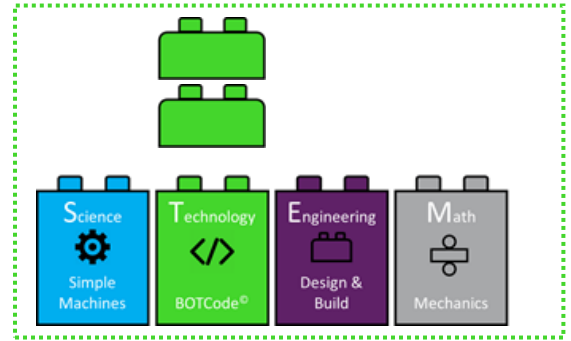 Science
Simple
Machines
Technology
BOTCode©
Engineering
Design &
Build
Math
Mechanics